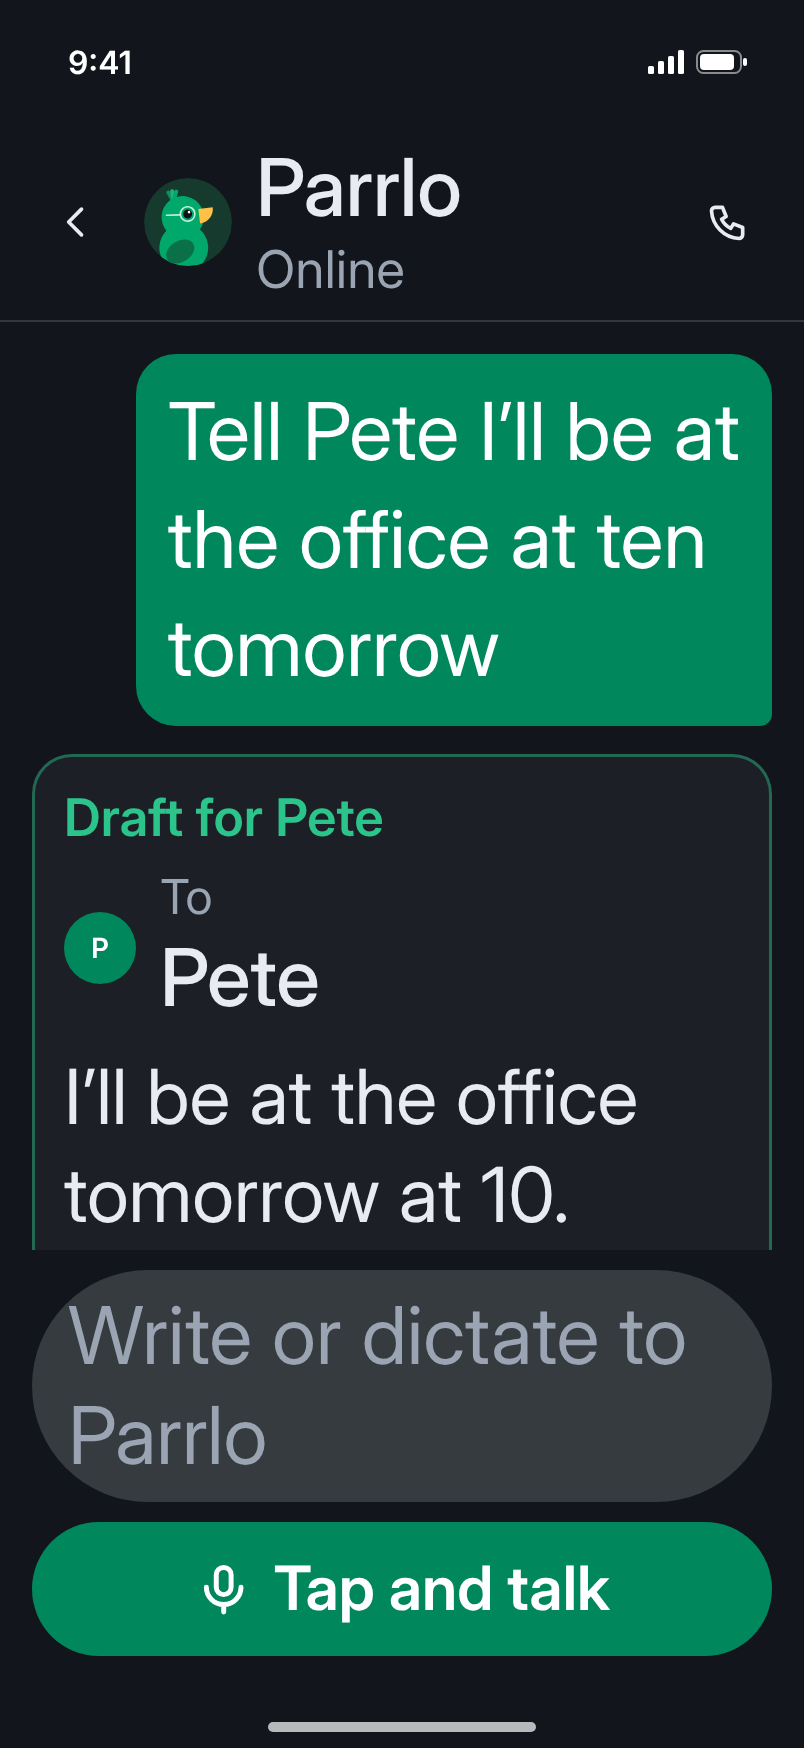 9:41
Parrlo
Online
Tell Pete I’ll be at
the office at ten
tomorrow
Draft for Pete
To
P
Pete
I’ll be at the office
tomorrow at 10.
Write or dictate to
Parrlo
Tap and talk